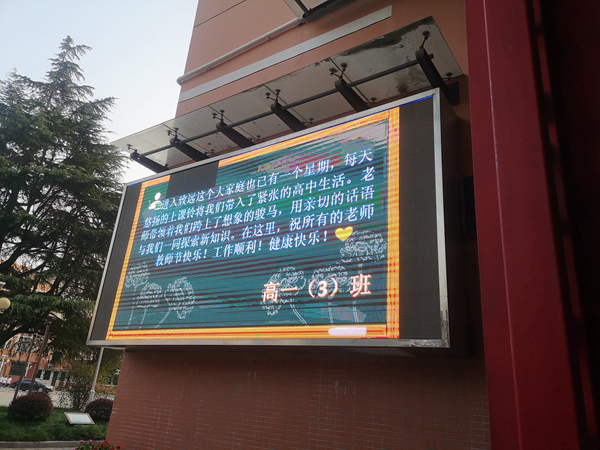 进入致远这个大家庭也已有一个星期，每天
悠扬的上课铃将我们带入了紧张的高中生活。老
师带领着我们跨上了想象的骏马，用亲切的话语
与我们一同探索新知识。在这里，祝所有的老师
教师节快乐！工作顺利！健康快乐！💛
高一（3）班